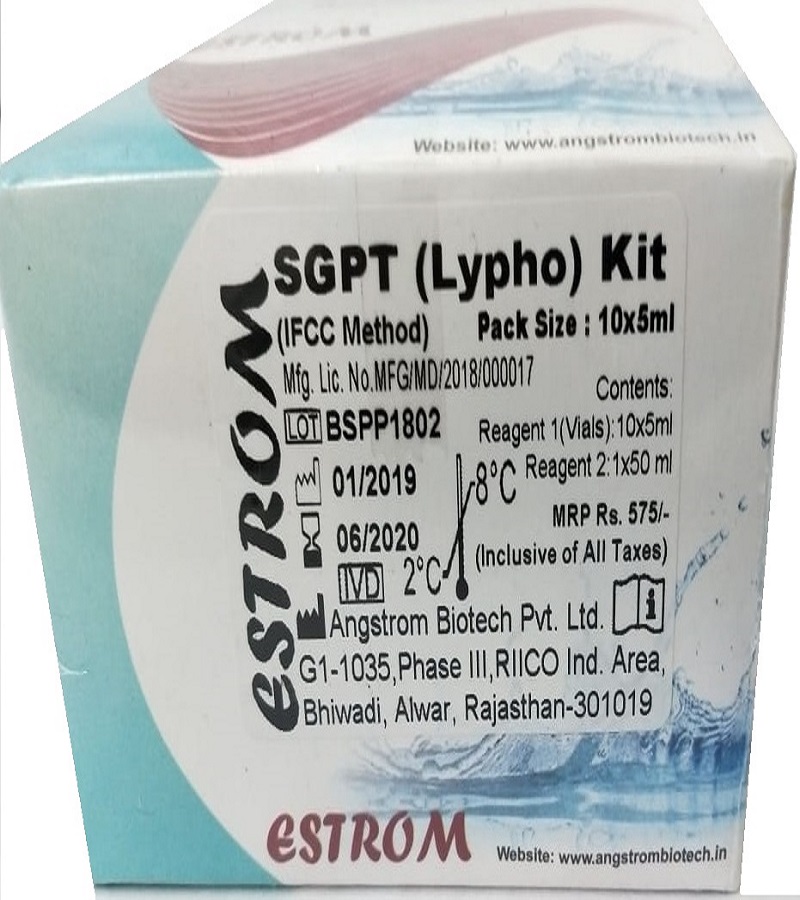 ESTROM
Website: www.angstrombiotech.in
ESTROM
SGPT (Lypho) Kit
(IFCC Method) Pack Size : 10x5ml
Mfg. Lic. No.MFG/MD/2018/000017
Contents:
LOT BSPP1802
Reagent 1(Vials):10x5ml
01/2019
8°C
Reagent 2:1x50 ml
MRP Rs. 575/-
06/2020
(Inclusive of All Taxes)
IVD 2°C
i
Angstrom Biotech Pvt. Ltd.
G1-1035,Phase III,RIICO Ind. Area,
Bhiwadi, Alwar, Rajasthan-301019
ESTROM
Website: www.angstrombiotech.in